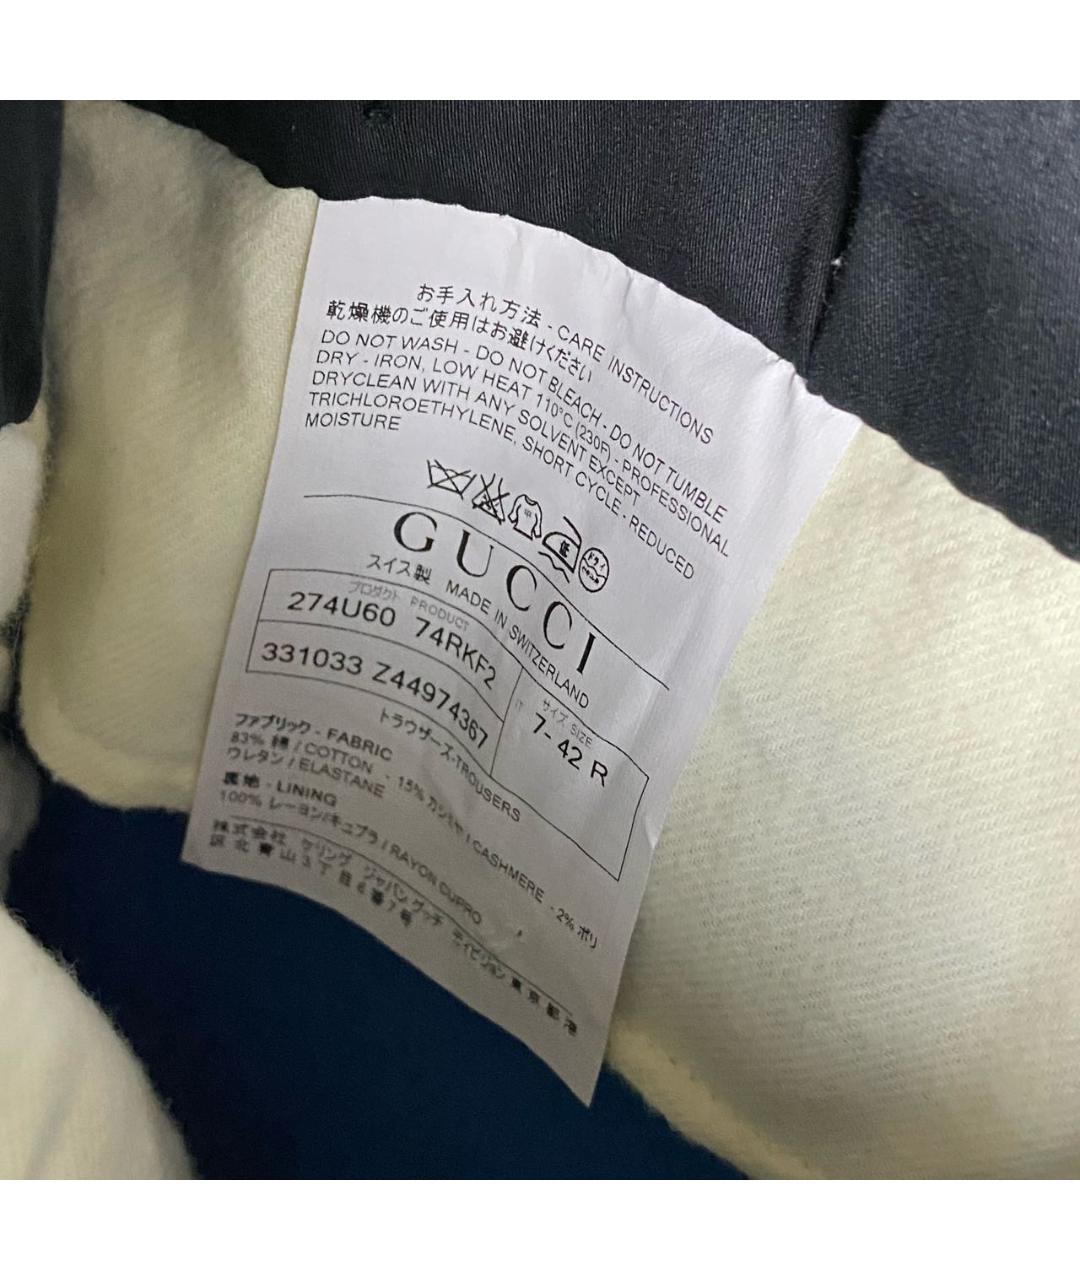 お手入れ方法 - CARE INSTRUCTIONS
乾燥機のご使用はお避けください
DO NOT WASH - DO NOT BLEACH - DO NOT TUMBLE
DRY - IRON, LOW HEAT 110°C (230F) - PROFESSIONAL
DRYCLEAN WITH ANY SOLVENT EXCEPT
TRICHLOROETHYLENE, SHORT CYCLE - REDUCED
MOISTURE
GUCCI
スイス製 MADE IN SWITZERLAND
プロダクト PRODUCT
サイズ SIZE
274U60 74RKF2
IT 7- 42 R
331033 Z44974367
トラウザーズ-TROUSERS
ファブリック - FABRIC
83% 綿 / COTTON - 15% カシミヤ / CASHMERE - 2% ポリ
ウレタン / ELASTANE
裏地 - LINING
100% レーヨン/キュプラ / RAYON CUPRO
株式会社 ケリング ジャパン グッチ ディビジョン 東京都港
区北青山3丁目6番7号